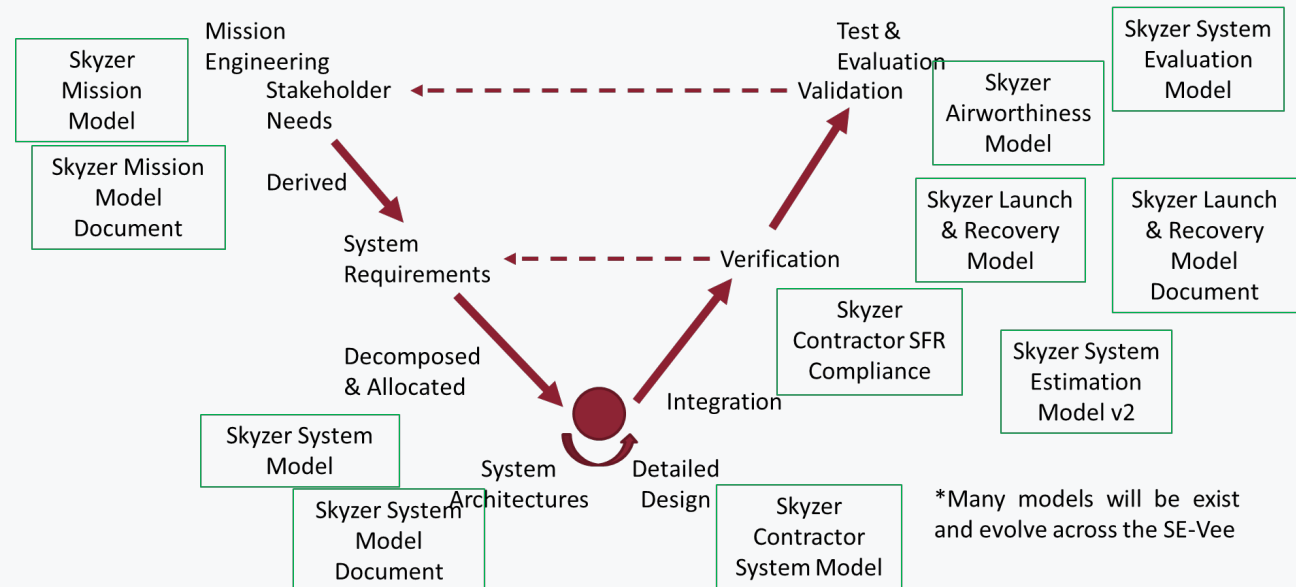 Mission
Engineering
Stakeholder
Needs
Skyzer
Mission
Model
Skyzer Mission
Model
Document
Derived
System
Requirements
Decomposed
& Allocated
Skyzer System
Model
Skyzer System
Model
Document
System
Architectures
Detailed
Design
Integration
Verification
Validation
Test &
Evaluation
Skyzer System
Evaluation
Model
Skyzer
Airworthiness
Model
Skyzer Launch
& Recovery
Model
Skyzer Launch
& Recovery
Model
Document
Skyzer
Contractor SFR
Compliance
Skyzer System
Estimation
Model v2
Skyzer
Contractor
System Model
*Many models will be exist
and evolve across the SE-Vee